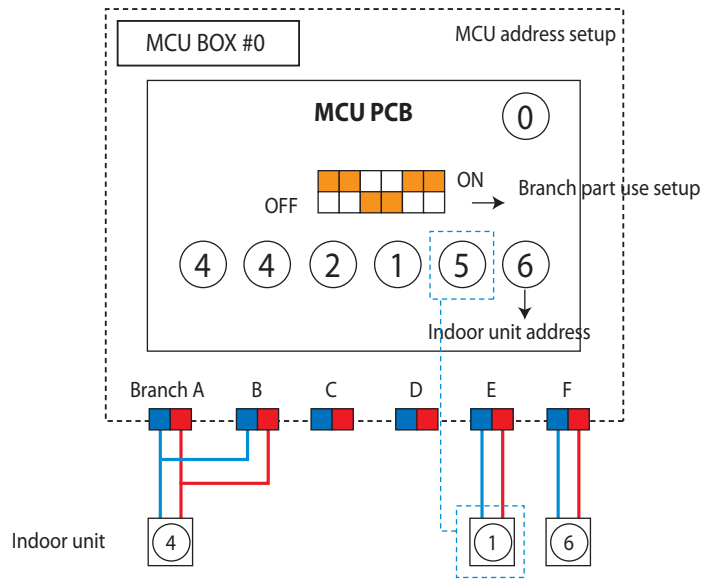 MCU BOX #0
MCU address setup
MCU PCB
0
ON
OFF
Branch part use setup
4 4 2 1 5 6
Indoor unit address
Branch A B C D E F
Indoor unit
4 1 6